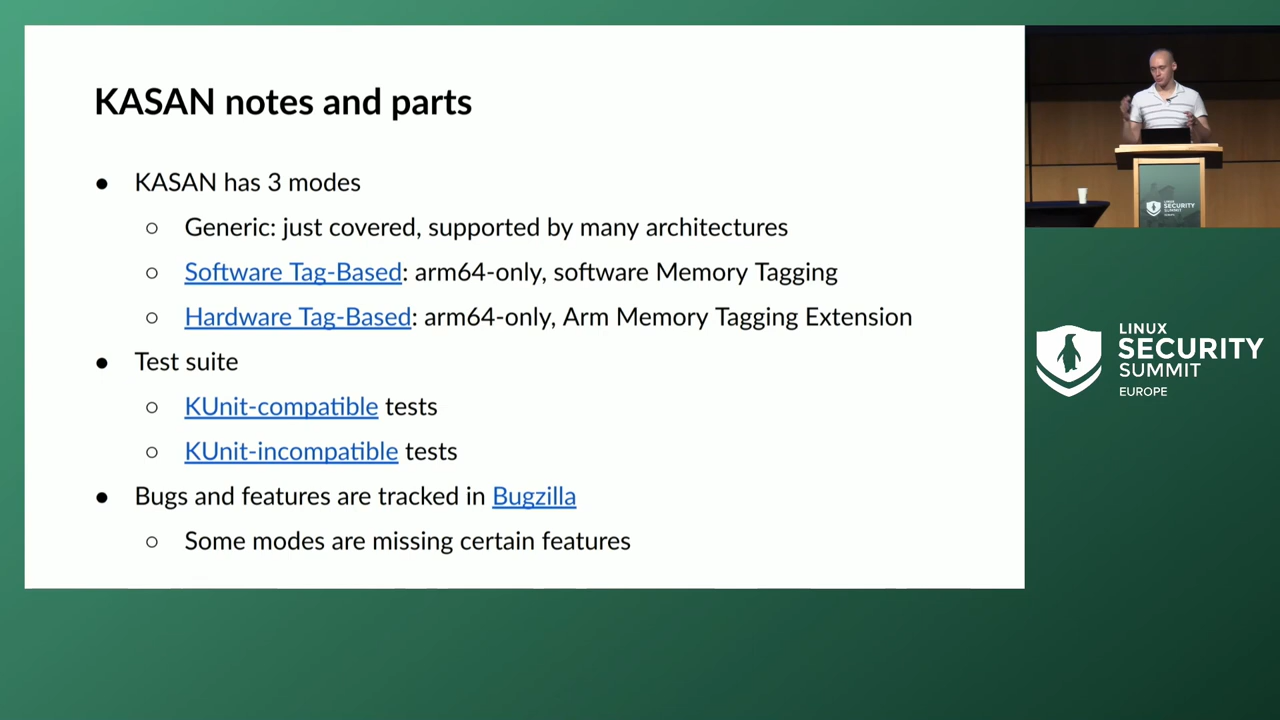 KASAN notes and parts
● KASAN has 3 modes
○ Generic: just covered, supported by many architectures
○ Software Tag-Based: arm64-only, software Memory Tagging
○ Hardware Tag-Based: arm64-only, Arm Memory Tagging Extension
● Test suite
○ KUnit-compatible tests
○ KUnit-incompatible tests
● Bugs and features are tracked in Bugzilla
○ Some modes are missing certain features
LINUX
SECURITY
SUMMIT
LINUX
SECURITY
SUMMIT
EUROPE